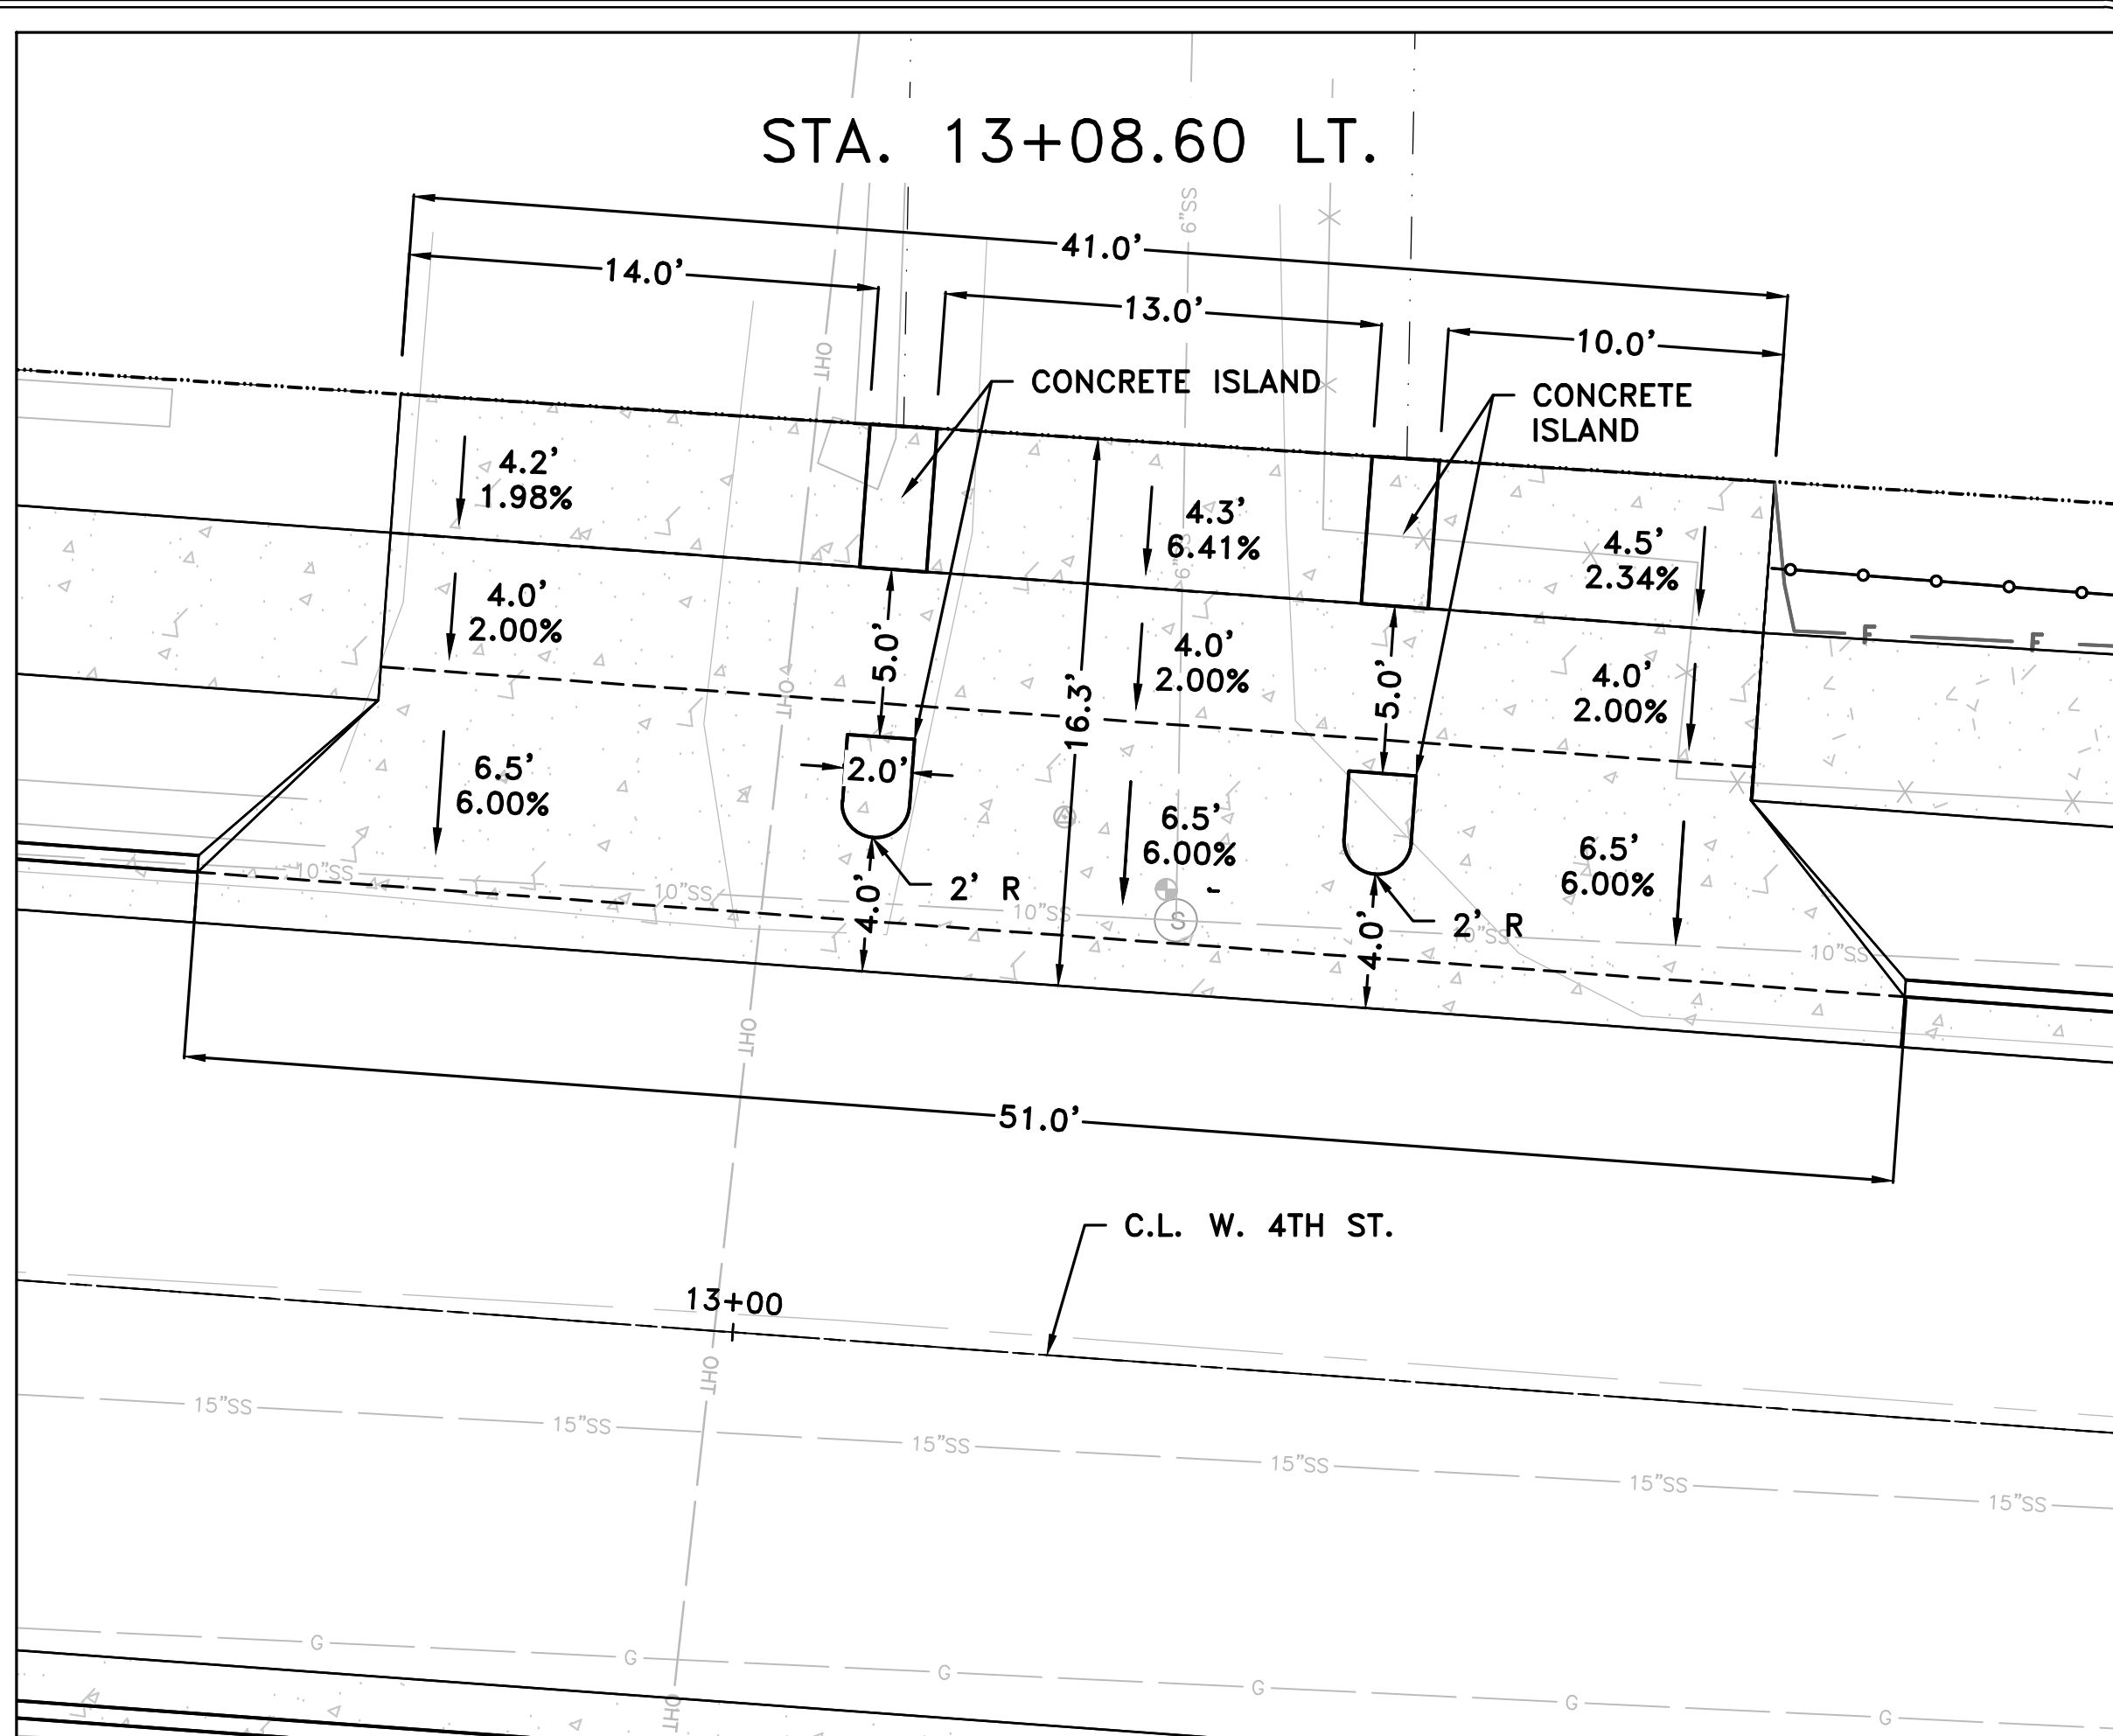 STA. 13+08.60 LT.
6"SS
41.0'
14.0'
13.0'
10.0'
OHT
CONCRETE ISLAND
CONCRETE
ISLAND
4.2'
1.98%
4.3'
6.41%
6"SS
4.5'
2.34%
4.0'
2.00%
5.0'
4.0'
2.00%
5.0'
4.0'
2.00%
F
F
OHT
16.3'
6.5'
6.00%
2.0'
6.5'
6.00%
6.5'
6.00%
10"SS
10"SS
10"SS
10"SS
10"SS
4.0'
2' R
S
4.0'
2' R
OHT
51.0'
C.L. W. 4TH ST.
13+00
OHT
15"SS
15"SS
15"SS
15"SS
15"SS
15"SS
G
G
G
G
G
G
OHT